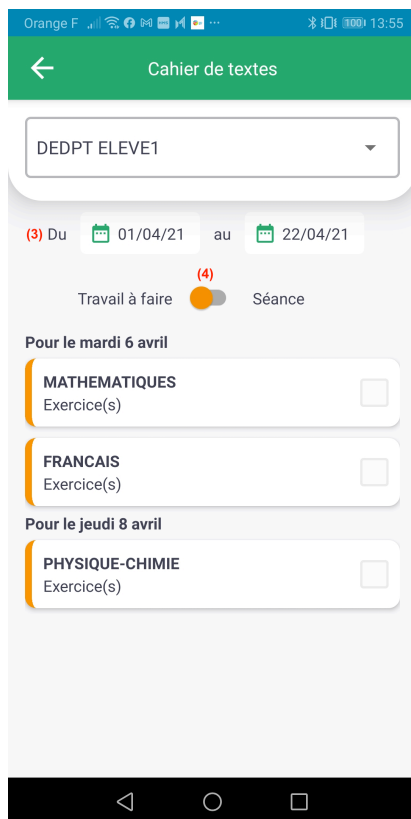 Orange F 100 13:55
Cahier de textes
DEDPT ELEVE1
(3) Du 01/04/21 au 22/04/21
(4)
Travail à faire Séance
Pour le mardi 6 avril
MATHEMATIQUES
Exercice(s)
FRANCAIS
Exercice(s)
Pour le jeudi 8 avril
PHYSIQUE-CHIMIE
Exercice(s)